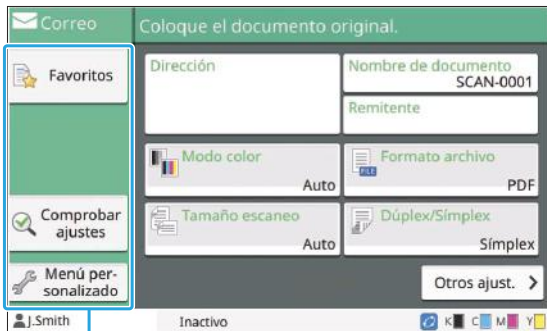 Correo
Coloque el documento original.
Favoritos
Dirección
Nombre de documento
SCAN-0001
Remitente
Modo color
Auto
Formato archivo
FILE
PDF
Comprobar
ajustes
Tamaño escaneo
Auto
Dúplex/Símplex
Símplex
Menú per-
sonalizado
Otros ajust.
J.Smith
Inactivo
K C M Y